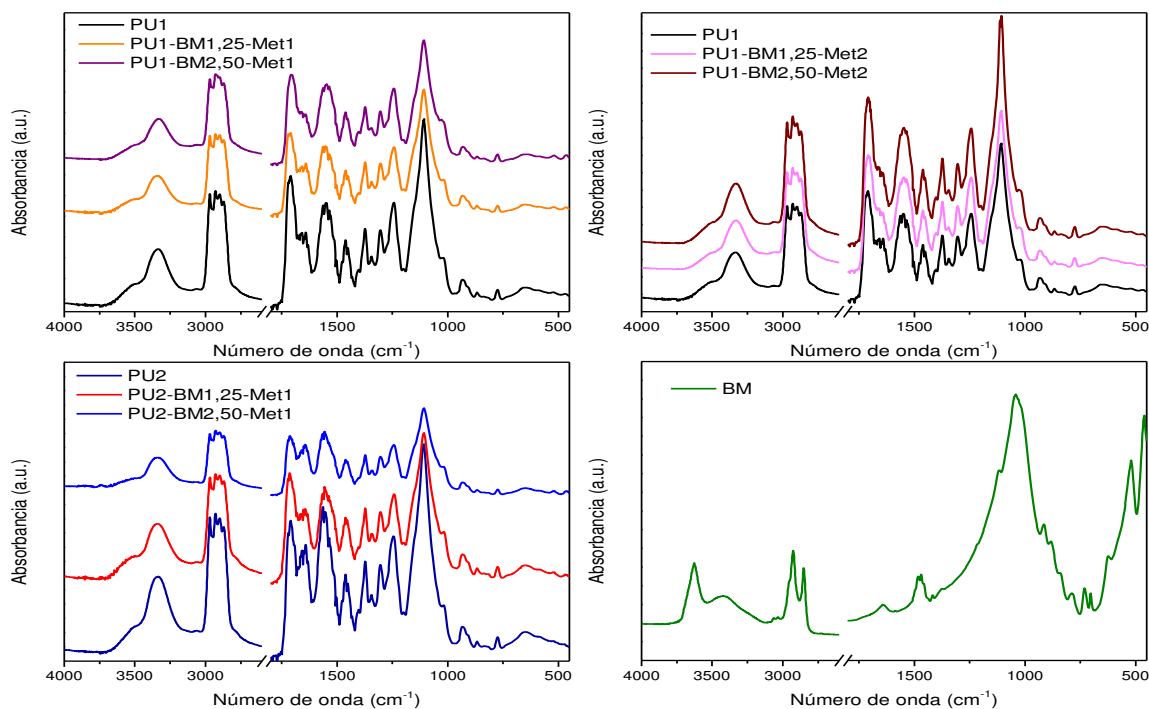 PU1
PU1-BM1,25-Met1
PU1-BM2,50-Met1
Absorbancia (a.u.)
4000 3500 3000 1500 1000 500
Número de onda (cm-1)
PU1
PU1-BM1,25-Met2
PU1-BM2,50-Met2
Absorbancia (a.u.)
4000 3500 3000 1500 1000 500
Número de onda (cm-1)
PU2
PU2-BM1,25-Met1
PU2-BM2,50-Met1
Absorbancia (a.u.)
4000 3500 3000 1500 1000 500
Número de onda (cm-1)
BM
Absorbancia (a.u.)
4000 3500 3000 1500 1000 500
Número de onda (cm-1)